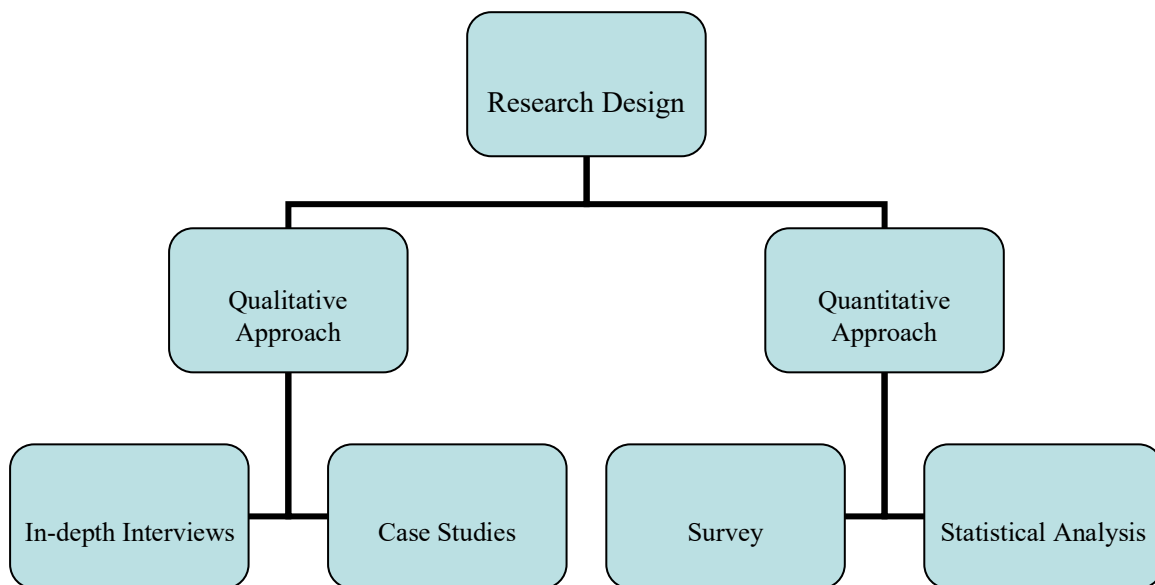 Research Design
Qualitative
Approach
Quantitative
Approach
In-depth Interviews
Case Studies
Survey
Statistical Analysis